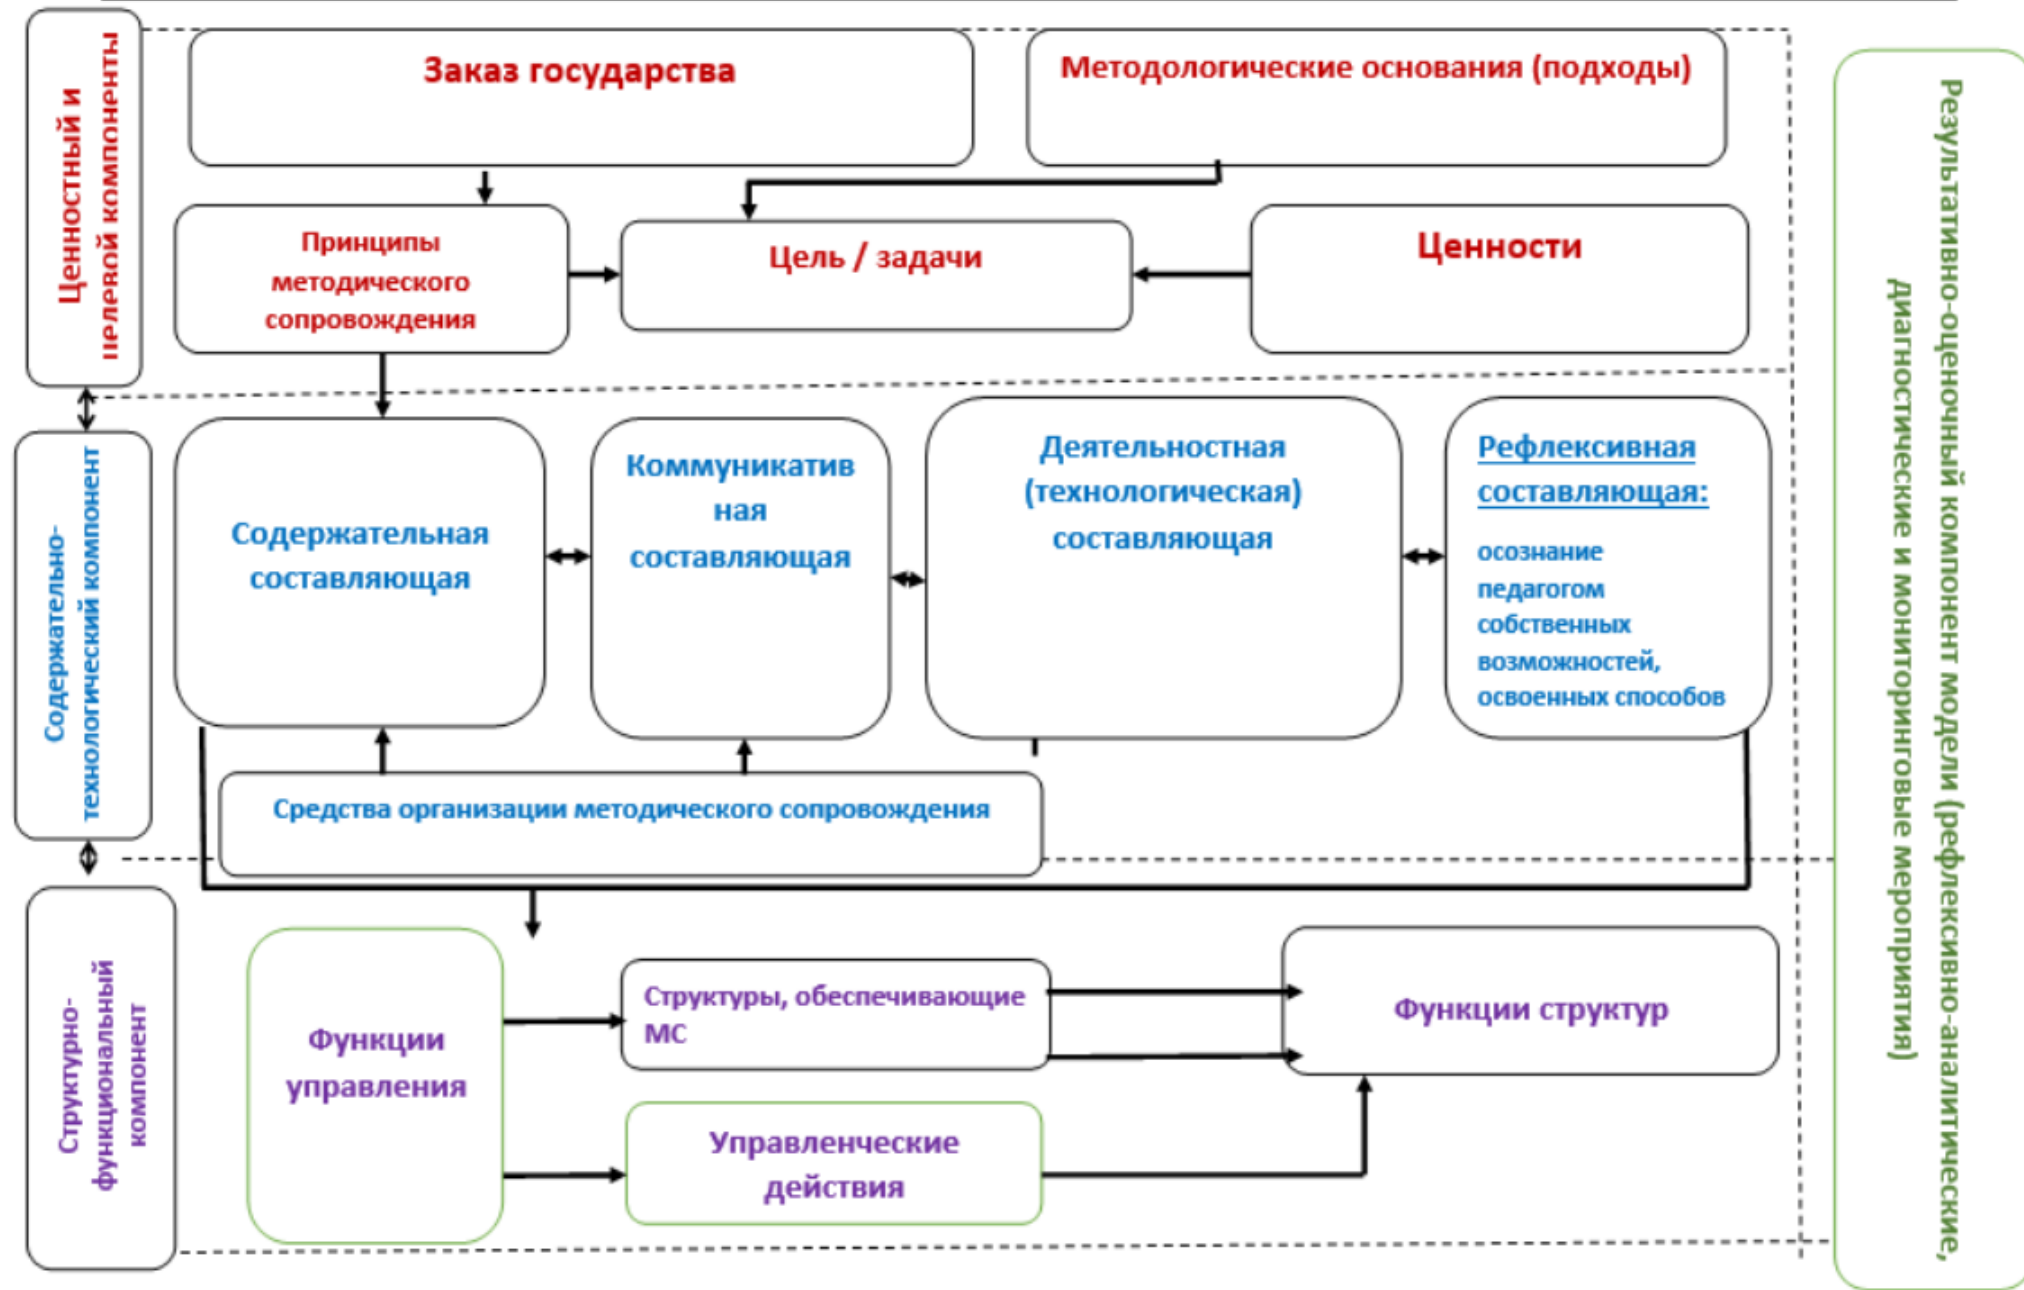 Ценностный и
целевой компоненты
Заказ государства
Методологические основания (подходы)
Принципы
методического
сопровождения
Цель / задачи
Ценности
Содержательно-
технологический компонент
Содержательная
составляющая
Коммуникатив
ная
составляющая
Деятельностная
(технологическая)
составляющая
Рефлексивная
составляющая:
осознание
педагогом
собственных
возможностей,
освоенных способов
Средства организации методического сопровождения
Структурно-
функциональный
компонент
Функции
управления
Структуры, обеспечивающие
МС
Функции структур
Управленческие
действия
Результативно-оценочный компонент модели (рефлексивно-аналитические,
диагностические и мониторинговые мероприятия)